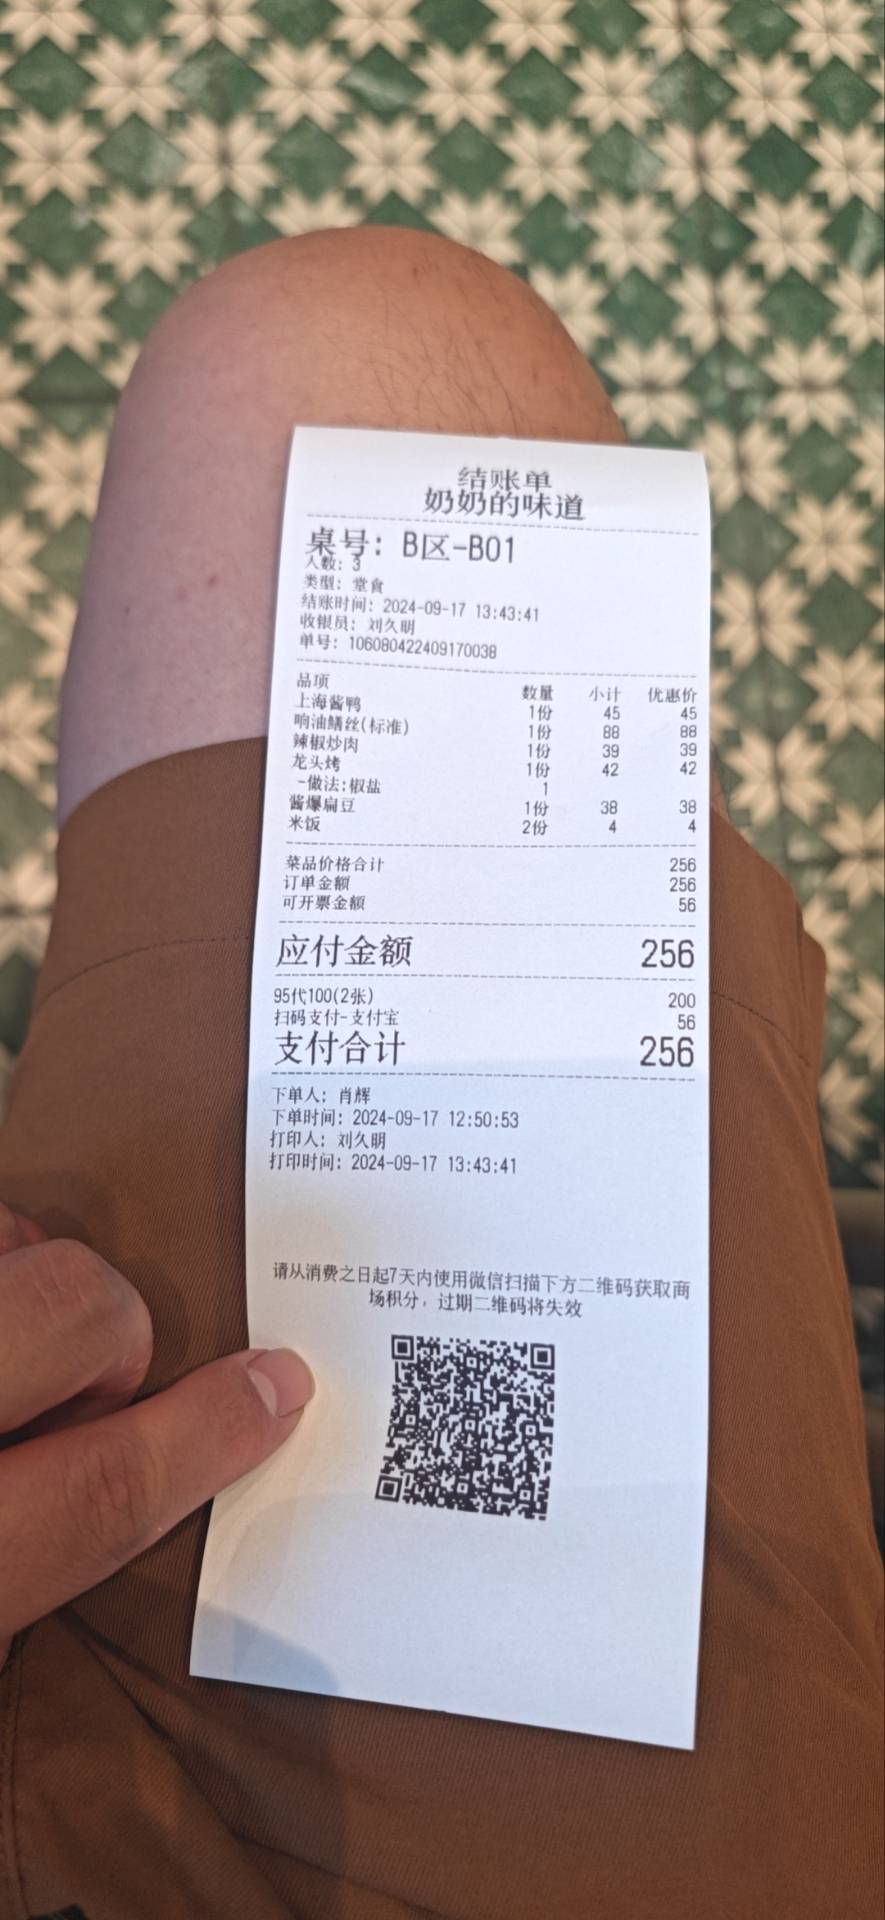 结账单
奶奶的味道
桌号：B区-B01
人数：3
类型：堂食
结账时间：2024-09-17 13:43:41
收银员：刘久明
单号：106080422409170038
品项 数量 小计 优惠价
上海酱鸭 1份 45 45
响油鳝丝(标准) 1份 88 88
辣椒炒肉 1份 39 39
龙头烤 1份 42 42
-做法:椒盐 1
酱爆扁豆 1份 38 38
米饭 2份 4 4
菜品价格合计 256
订单金额 256
可开票金额 56
应付金额 256
95代100(2张) 200
扫码支付-支付宝 56
支付合计 256
下单人：肖辉
下单时间：2024-09-17 12:50:53
打印人：刘久明
打印时间：2024-09-17 13:43:41
请从消费之日起7天内使用微信扫描下方二维码获取商
场积分，过期二维码将失效